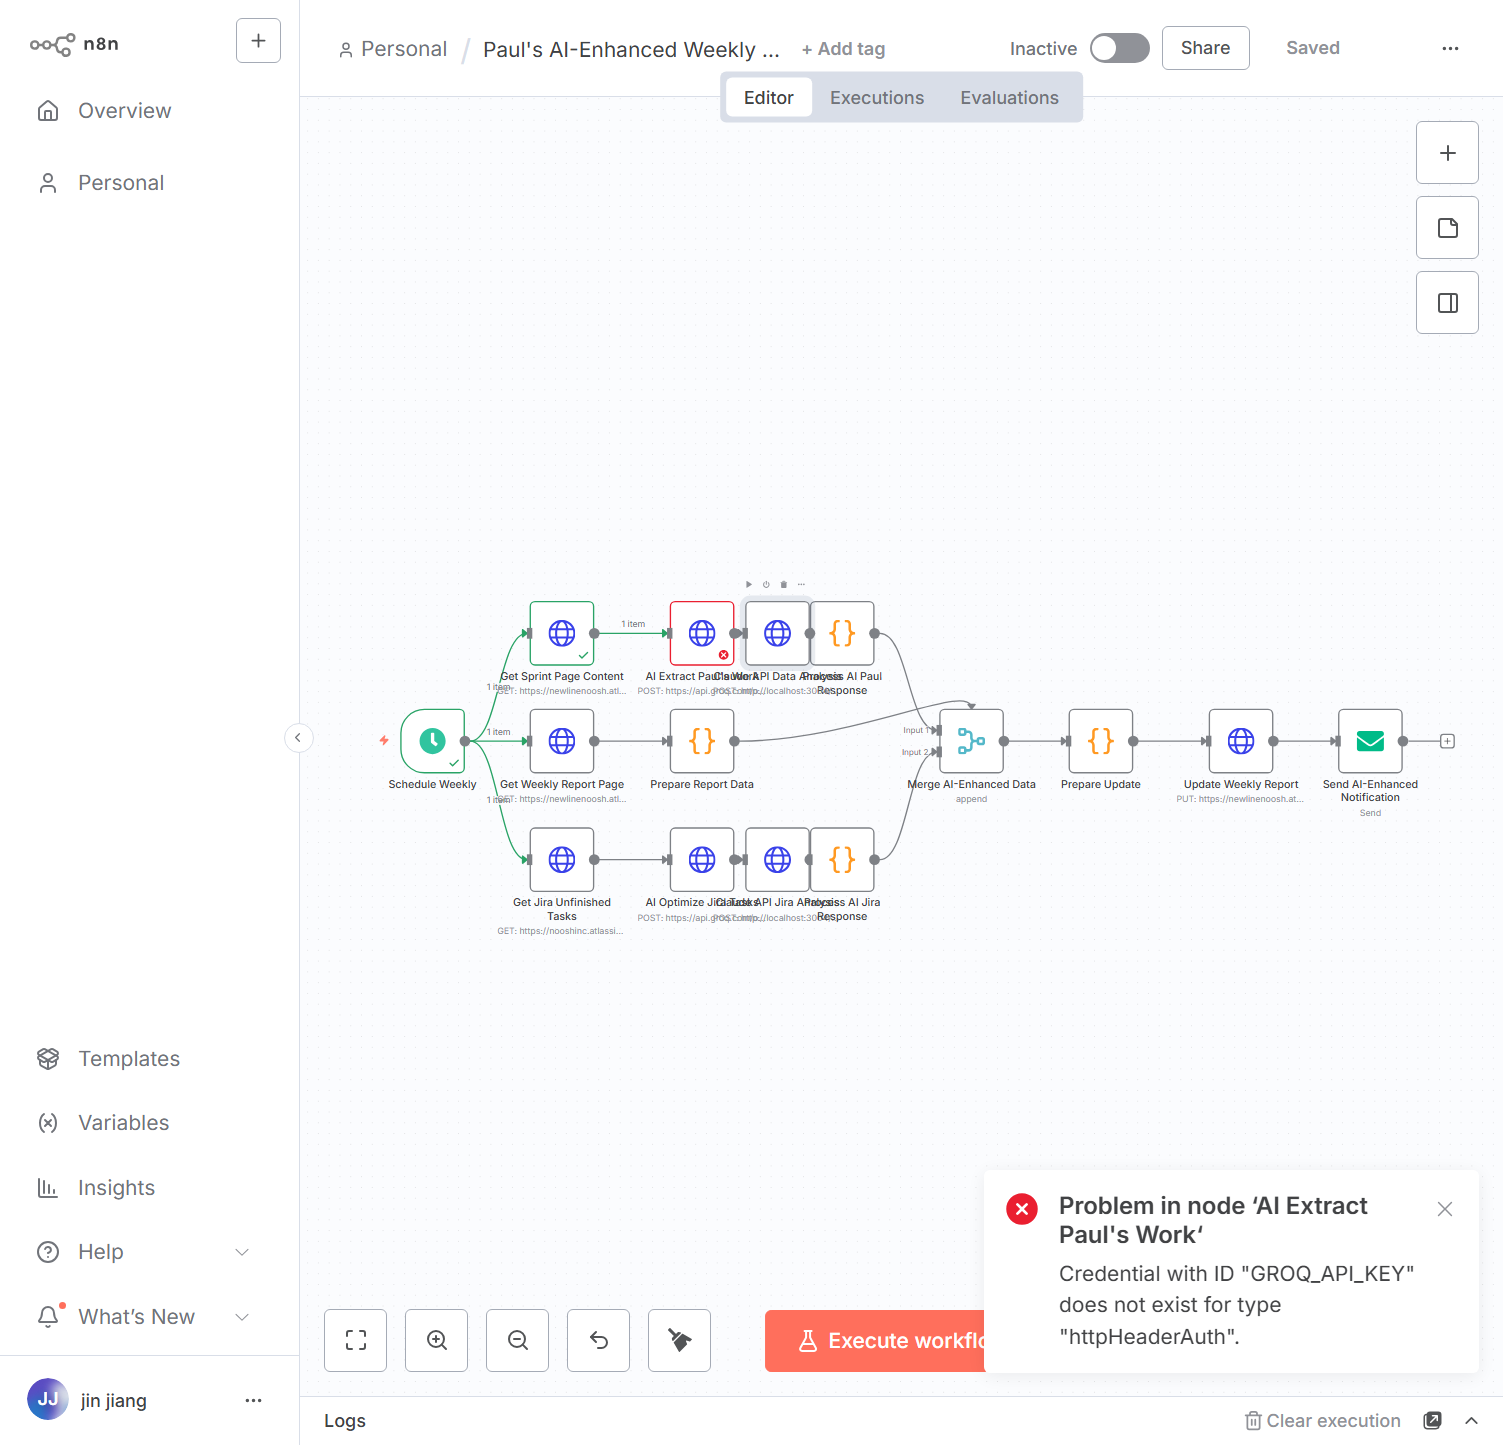 n8n
Overview
Personal
Templates
Variables
Insights
Help
What's New
JJ
jin jiang
Personal / Paul's AI-Enhanced Weekly ...
+ Add tag
Inactive
Share
Saved
Editor
Executions
Evaluations
1 item
Get Sprint Page Content
GET: https://newlinenoosh.atl...
1 item
AI Extract Paul's Work
POST: https://api.groq.com/...
Claude API Data Analysis
POST: http://localhost:3004/...
Process AI Paul
Response
Schedule Weekly
1 item
Get Weekly Report Page
GET: https://newlinenoosh.atl...
Prepare Report Data
Input 1
Input 2
Merge AI-Enhanced Data
append
Prepare Update
Update Weekly Report
PUT: https://newlinenoosh.at...
Send AI-Enhanced
Notification
Send
1 item
Get Jira Unfinished
Tasks
GET: https://nooshinc.atlassi...
AI Optimize Jira Tasks
POST: https://api.groq.com/...
Claude API Jira Analysis
POST: http://localhost:3004/...
Process AI Jira
Response
Execute workflo
Problem in node ‘AI Extract
Paul's Work‘
Credential with ID "GROQ_API_KEY"
does not exist for type
"httpHeaderAuth".
Logs
Clear execution